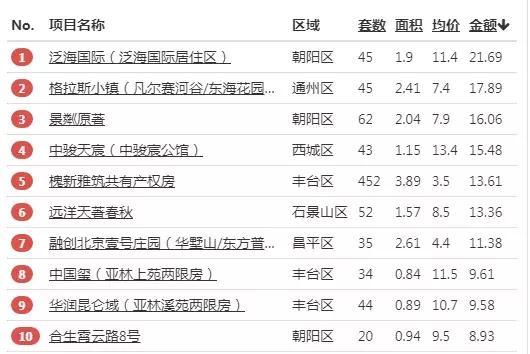 No. 项目名称 区域 套数 面积 均价 金额↓
1 泛海国际（泛海国际居住区） 朝阳区 45 1.9 11.4 21.69
2 格拉斯小镇（凡尔赛河谷/东海花园... 通州区 45 2.41 7.4 17.89
3 景粼原著 朝阳区 62 2.04 7.9 16.06
4 中骏天宸（中骏宸公馆） 西城区 43 1.15 13.4 15.48
5 槐新雅筑共有产权房 丰台区 452 3.89 3.5 13.61
6 远洋天著春秋 石景山区 52 1.57 8.5 13.36
7 融创北京壹号庄园（华墅山/东方普... 昌平区 35 2.61 4.4 11.38
8 中国玺（亚林上苑两限房） 丰台区 34 0.84 11.5 9.61
9 华润昆仑域（亚林溪苑两限房） 丰台区 44 0.89 10.7 9.58
10 合生霄云路8号 朝阳区 20 0.94 9.5 8.93